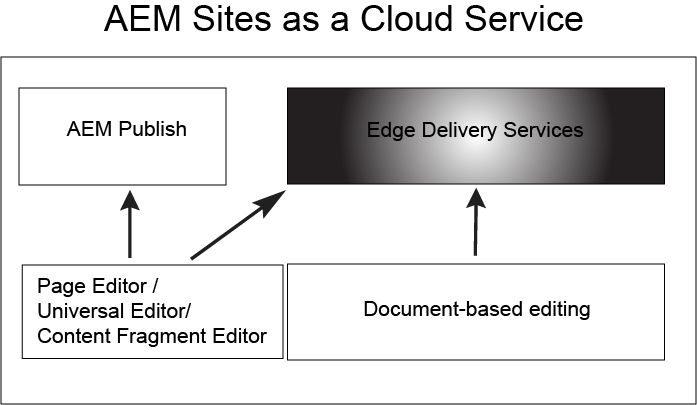 AEM Sites as a Cloud Service
AEM Publish
Edge Delivery Services
Page Editor /
Universal Editor/
Content Fragment Editor
Document-based editing